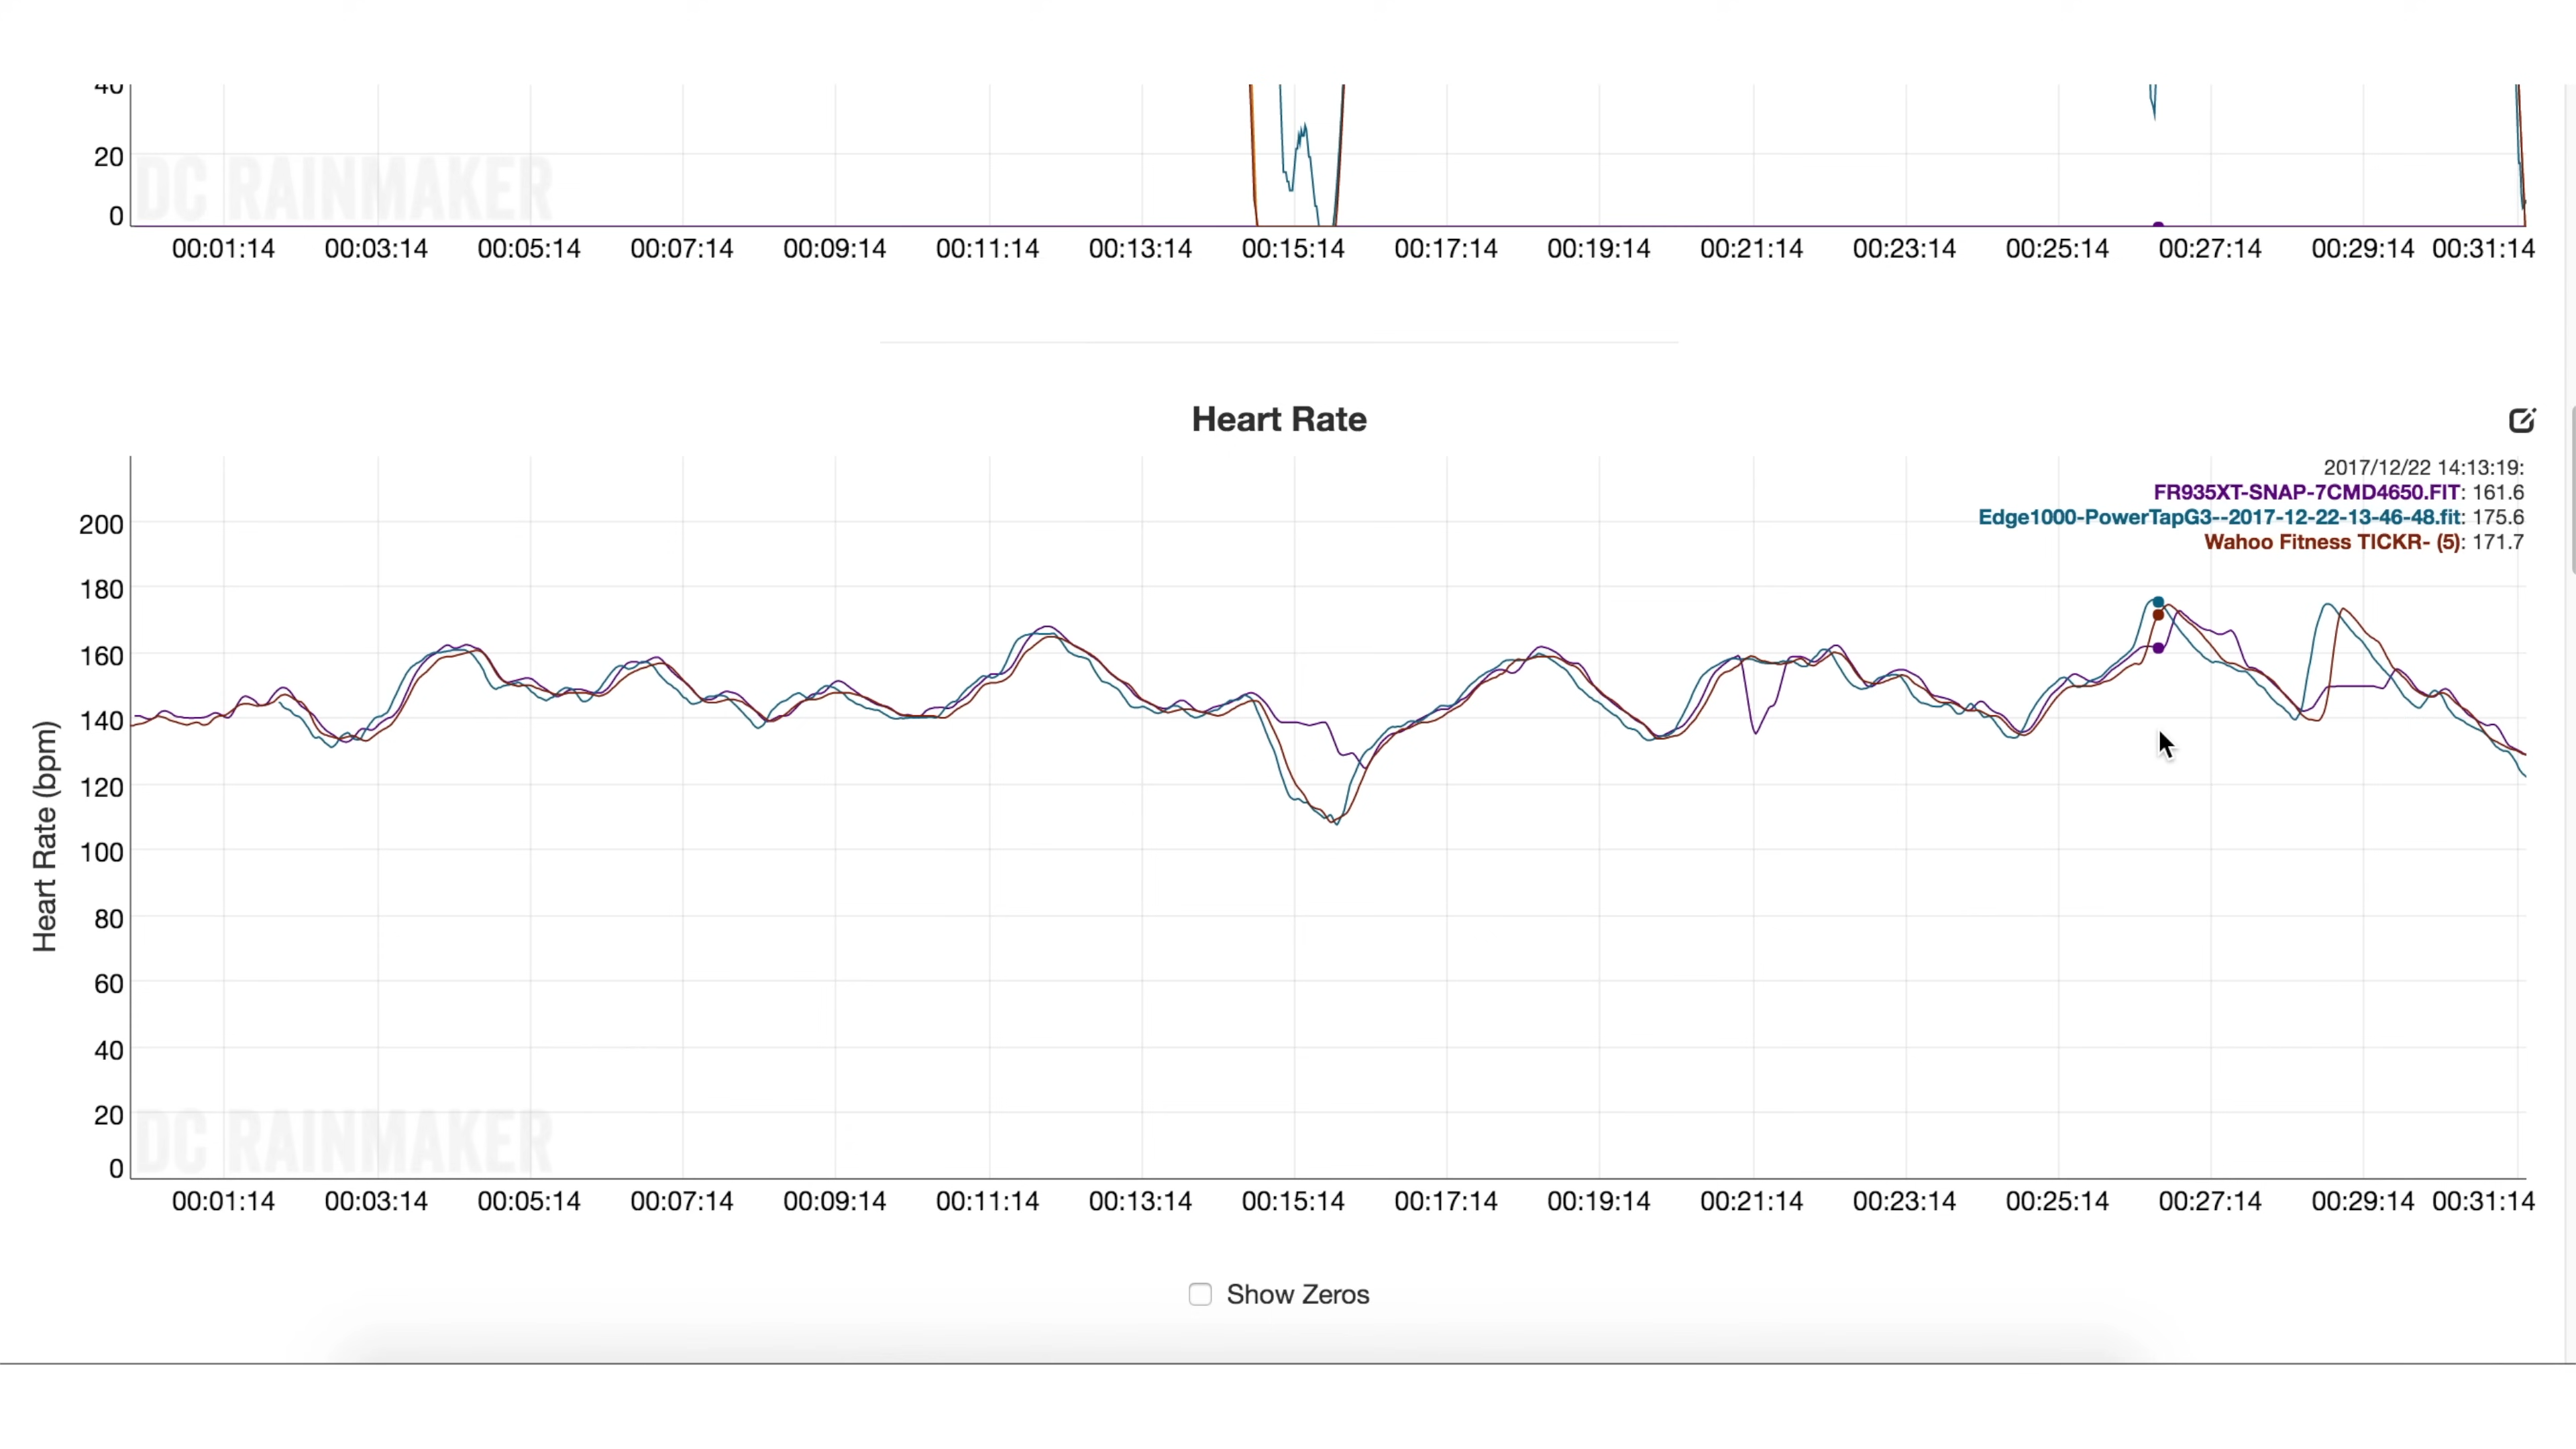 40
20
0
DC RAINMAKER
00:01:14 00:03:14 00:05:14 00:07:14 00:09:14 00:11:14 00:13:14 00:15:14 00:17:14 00:19:14 00:21:14 00:23:14 00:25:14 00:27:14 00:29:14 00:31:14
Heart Rate
2017/12/22 14:13:19:
FR935XT-SNAP-7CMD4650.FIT: 161.6
Edge1000-PowerTapG3--2017-12-22-13-46-48.fit: 175.6
Wahoo Fitness TICKR- (5): 171.7
Heart Rate (bpm)
200
180
160
140
120
100
80
60
40
20
0
DC RAINMAKER
00:01:14 00:03:14 00:05:14 00:07:14 00:09:14 00:11:14 00:13:14 00:15:14 00:17:14 00:19:14 00:21:14 00:23:14 00:25:14 00:27:14 00:29:14 00:31:14
Show Zeros